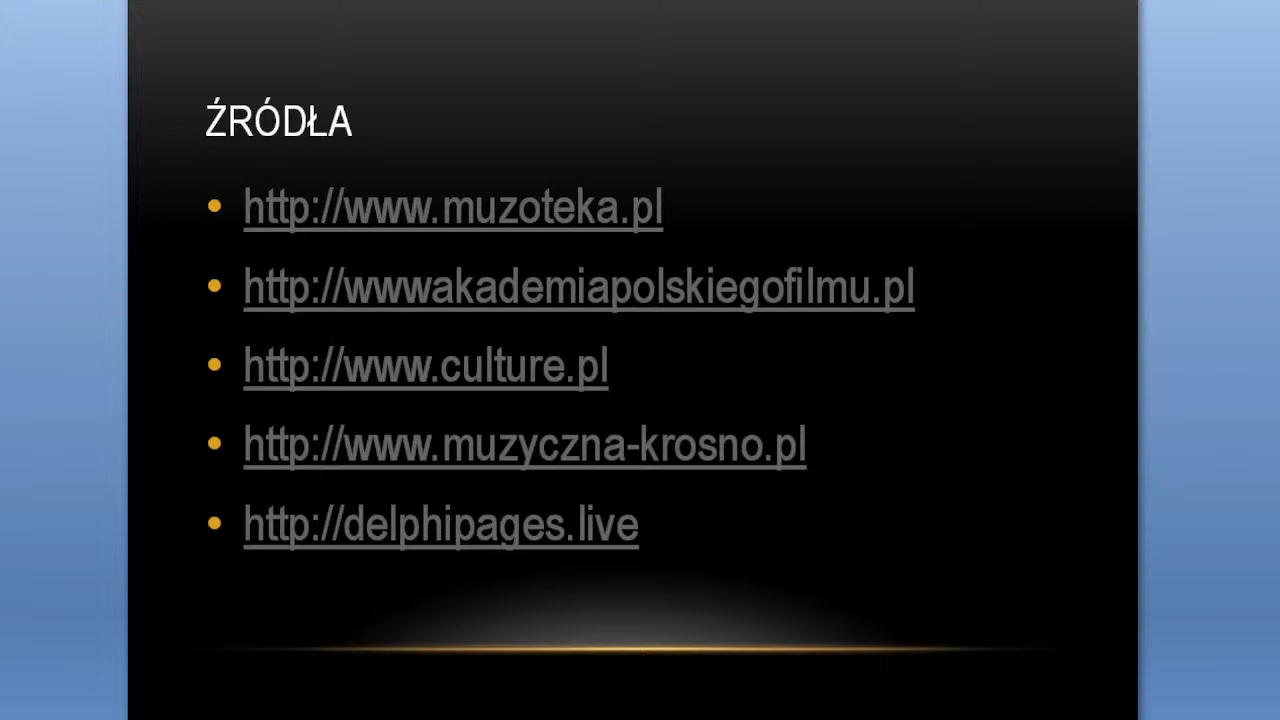 ŹRÓDŁA
• http://www.muzoteka.pl
• http://wwwakademiapolskiegofilmu.pl
• http://www.culture.pl
• http://www.muzyczna-krosno.pl
• http://delphipages.live